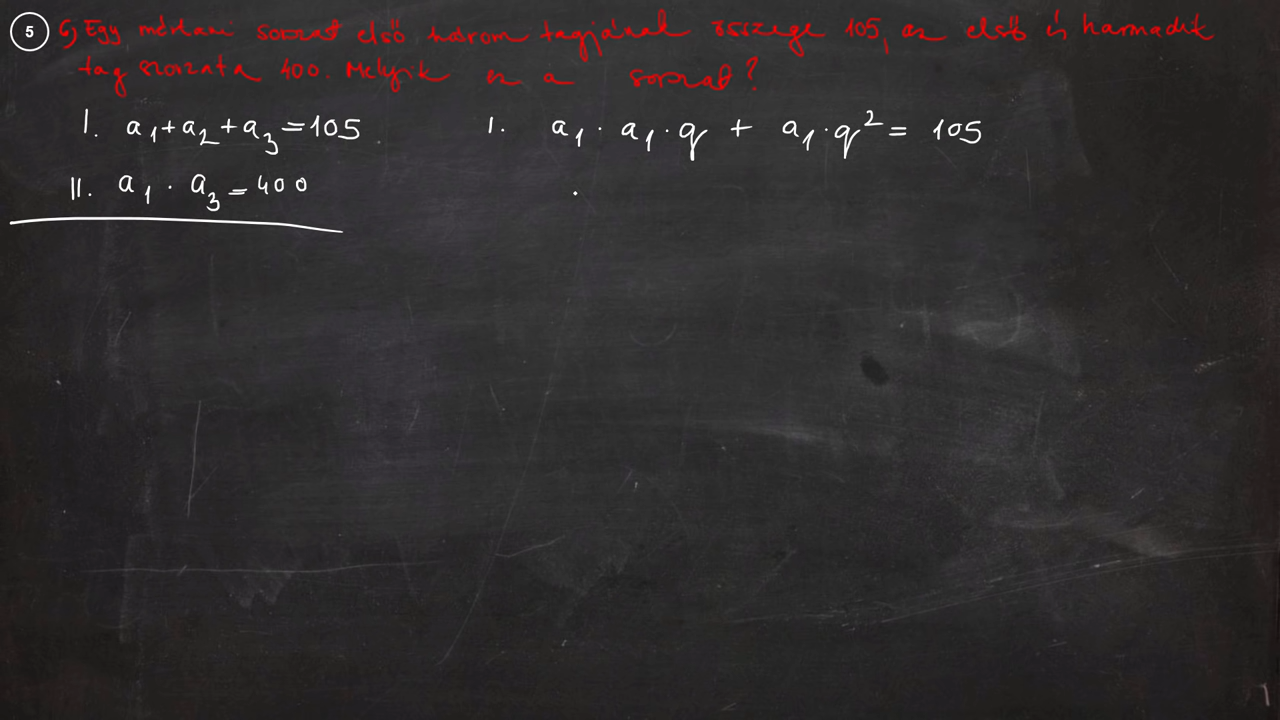 5 6) Egy mértani sorozat első három tagjának összege 105, az első és harmadik
tag szorzata 400. Melyik ez a sorozat?
I. a₁+a₂+a₃=105
I. a₁ · a₁·q + a₁·q²= 105
II. a₁ · a₃=400